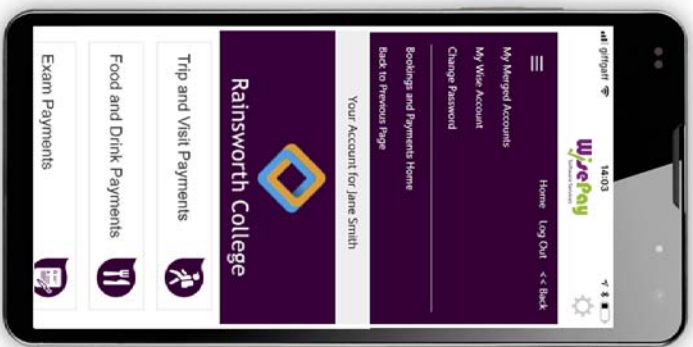 giffgaff 14:03
WisePay
Software Services
Home Log Out << Back
My Merged Accounts
My Wise Account
Change Password
Bookings and Payments Home
Back to Previous Page
Your Account for Jane Smith
Rainsworth College
Trip and Visit Payments
Food and Drink Payments
Exam Payments